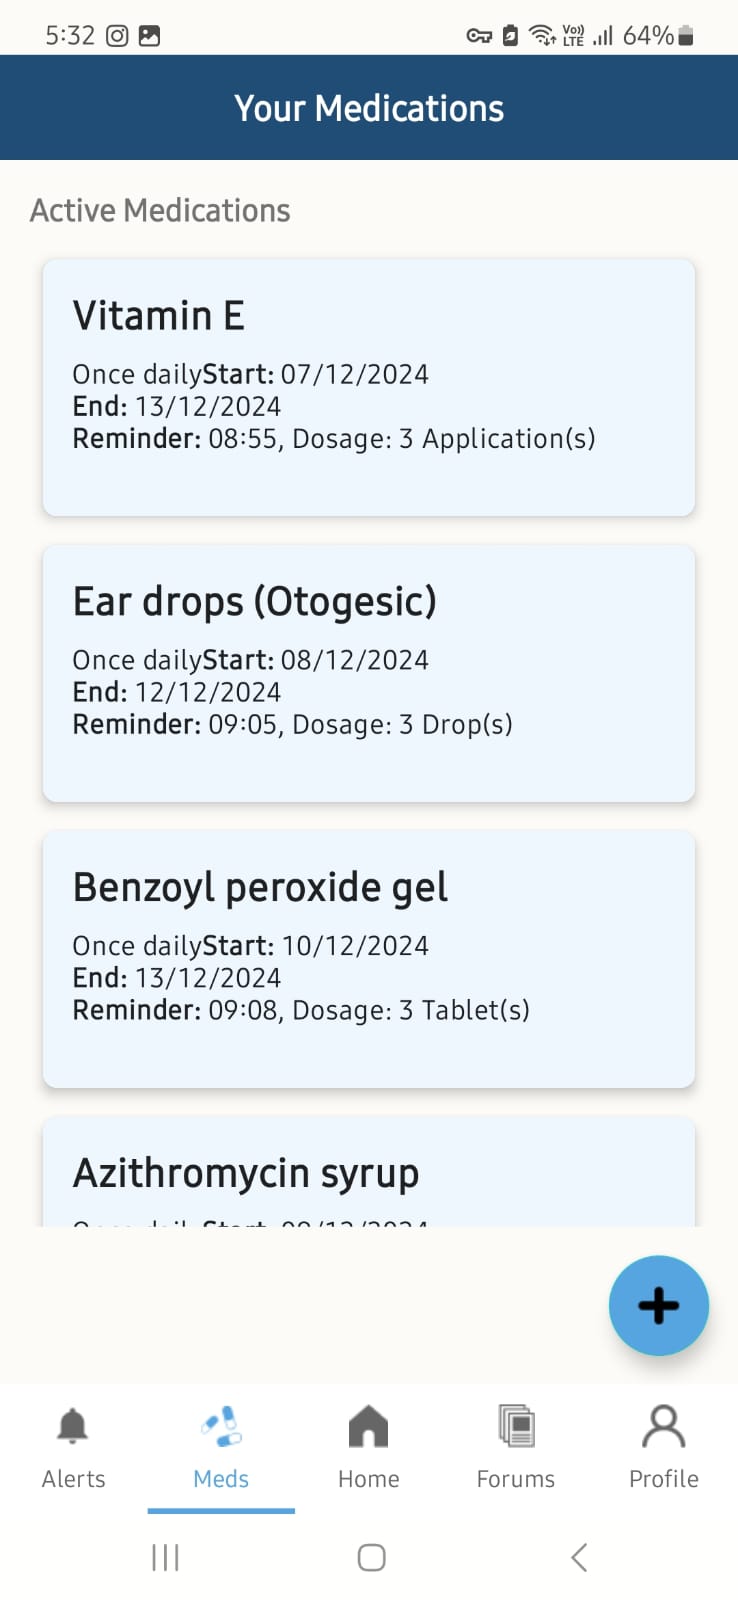 5:32
Vo)) LTE 64%
Your Medications
Active Medications
Vitamin E
Once dailyStart: 07/12/2024
End: 13/12/2024
Reminder: 08:55, Dosage: 3 Application(s)
Ear drops (Otogesic)
Once dailyStart: 08/12/2024
End: 12/12/2024
Reminder: 09:05, Dosage: 3 Drop(s)
Benzoyl peroxide gel
Once dailyStart: 10/12/2024
End: 13/12/2024
Reminder: 09:08, Dosage: 3 Tablet(s)
Azithromycin syrup
Alerts
Meds
Home
Forums
Profile